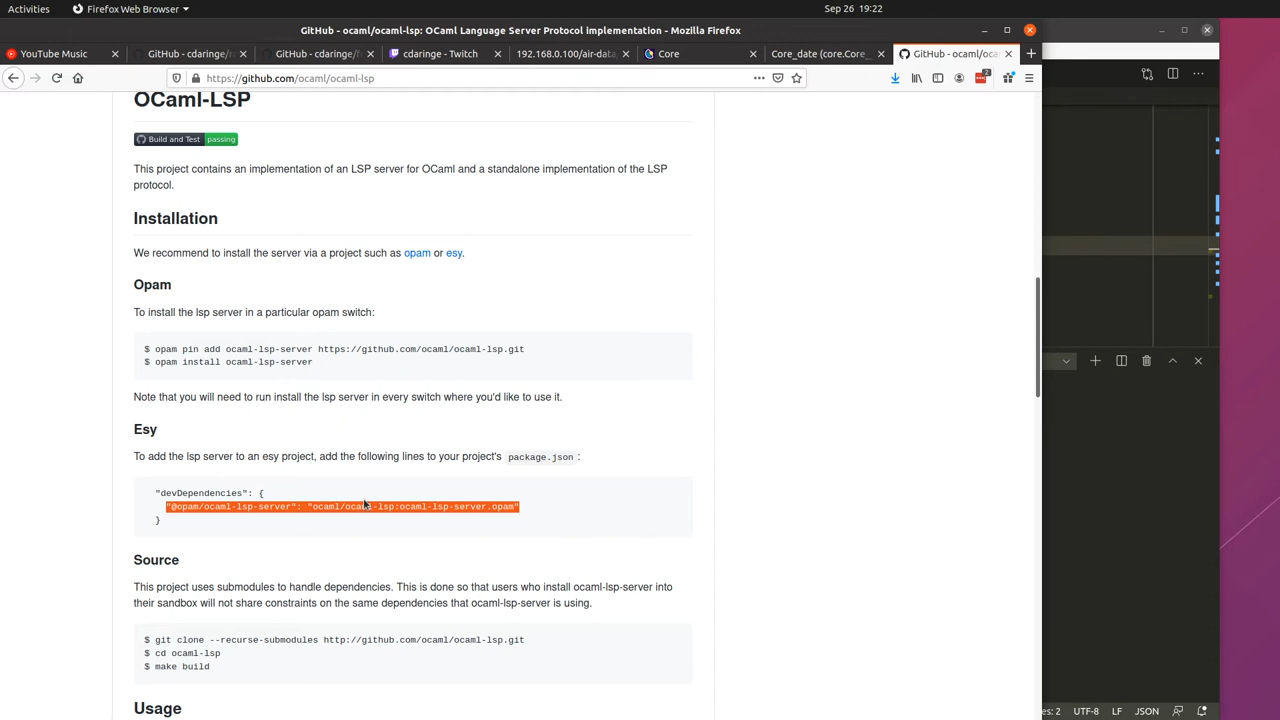 Activities
Firefox Web Browser
Sep 26 19:22
GitHub - ocaml/ocaml-lsp: OCaml Language Server Protocol implementation - Mozilla Firefox
YouTube Music
GitHub - cdaringe/r
GitHub - cdaringe/f
cdaringe - Twitch
192.168.0.100/air-data
Core
Core_date (core.Core_
GitHub - ocaml/oca
https://github.com/ocaml/ocaml-lsp
2
OCaml-LSP
Build and Test passing
This project contains an implementation of an LSP server for OCaml and a standalone implementation of the LSP
protocol.
Installation
We recommend to install the server via a project such as opam or esy.
Opam
To install the lsp server in a particular opam switch:
$ opam pin add ocaml-lsp-server https://github.com/ocaml/ocaml-lsp.git
$ opam install ocaml-lsp-server
Note that you will need to run install the lsp server in every switch where you'd like to use it.
Esy
To add the lsp server to an esy project, add the following lines to your project's package.json :
"devDependencies": {
"@opam/ocaml-lsp-server": "ocaml/ocaml-lsp:ocaml-lsp-server.opam"
}
Source
This project uses submodules to handle dependencies. This is done so that users who install ocaml-lsp-server into
their sandbox will not share constraints on the same dependencies that ocaml-lsp-server is using.
$ git clone --recurse-submodules http://github.com/ocaml/ocaml-lsp.git
$ cd ocaml-lsp
$ make build
Usage
es: 2 UTF-8 LF JSON